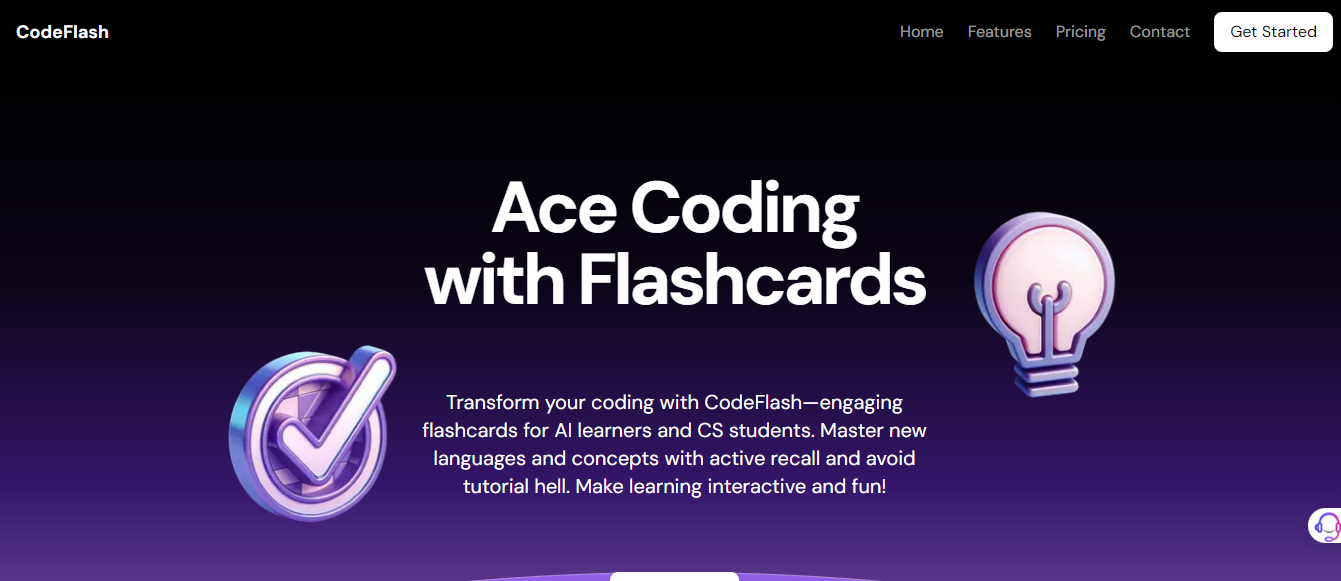 CodeFlash
Home
Features
Pricing
Contact
Get Started
Ace Coding
with Flashcards
Transform your coding with CodeFlash—engaging
flashcards for AI learners and CS students. Master new
languages and concepts with active recall and avoid
tutorial hell. Make learning interactive and fun!